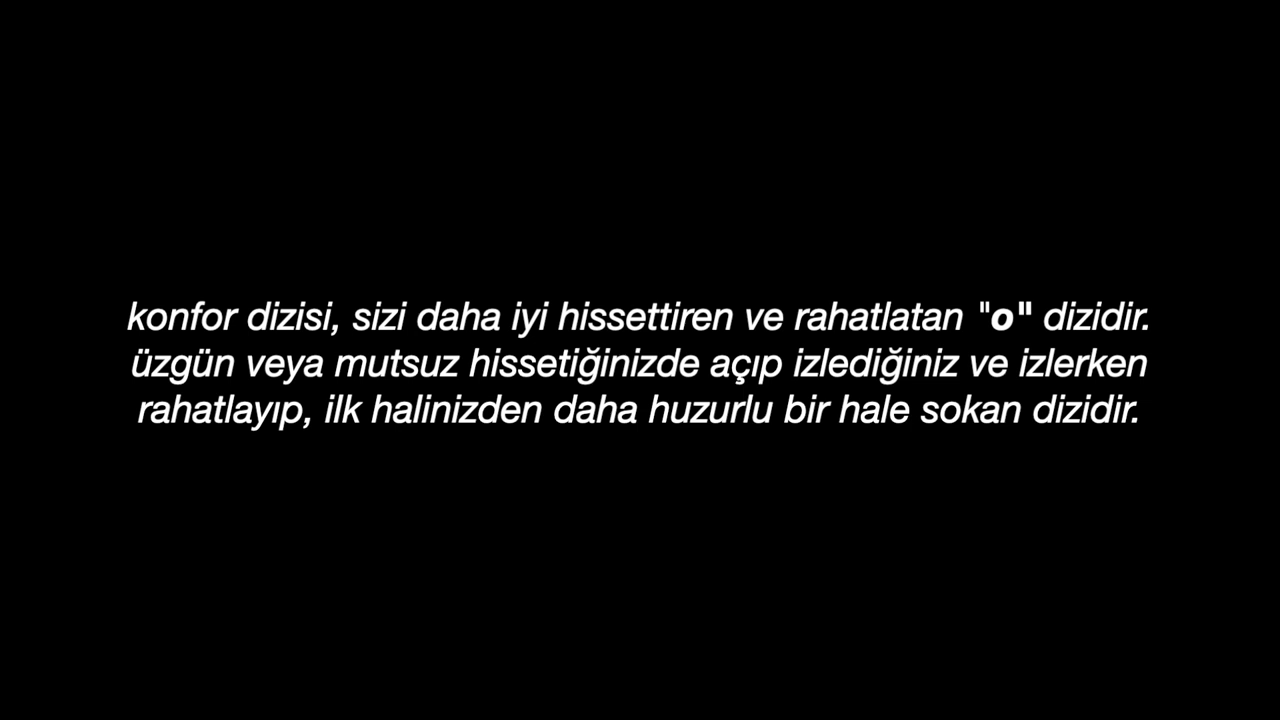 konfor dizisi, sizi daha iyi hissettiren ve rahatlatan "o" dizidir.
üzgün veya mutsuz hissetiğinizde açıp izlediğiniz ve izlerken
rahatlayıp, ilk halinizden daha huzurlu bir hale sokan dizidir.